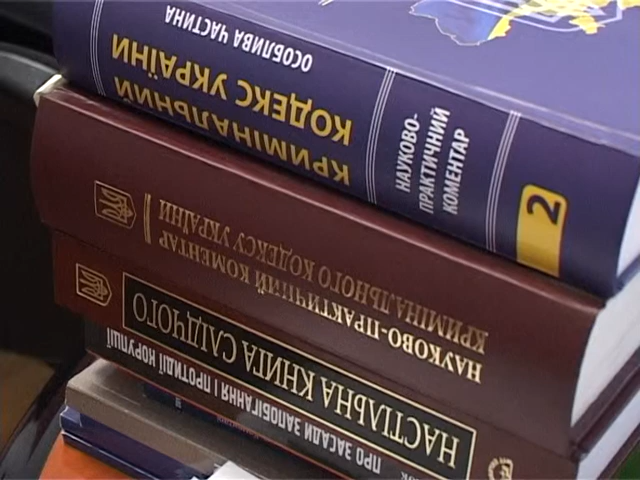 КРИМІНАЛЬНИЙ
КОДЕКС УКРАЇНИ
ОСОБЛИВА ЧАСТИНА
НАУКОВО-
ПРАКТИЧНИЙ
КОМЕНТАР
2
НАУКОВО-ПРАКТИЧНИЙ КОМЕНТАР
КРИМІНАЛЬНОГО КОДЕКСУ УКРАЇНИ
НАСТІЛЬНА КНИГА СЛІДЧОГО
ПРО ЗАСАДИ ЗАПОБІГАННЯ І ПРОТИДІЇ КОРУПЦІЇ